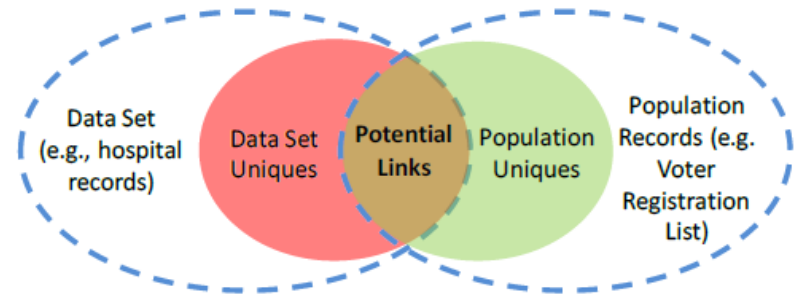 Data Set
(e.g., hospital
records)
Data Set
Uniques
Potential
Links
Population
Uniques
Population
Records (e.g.
Voter
Registration
List)